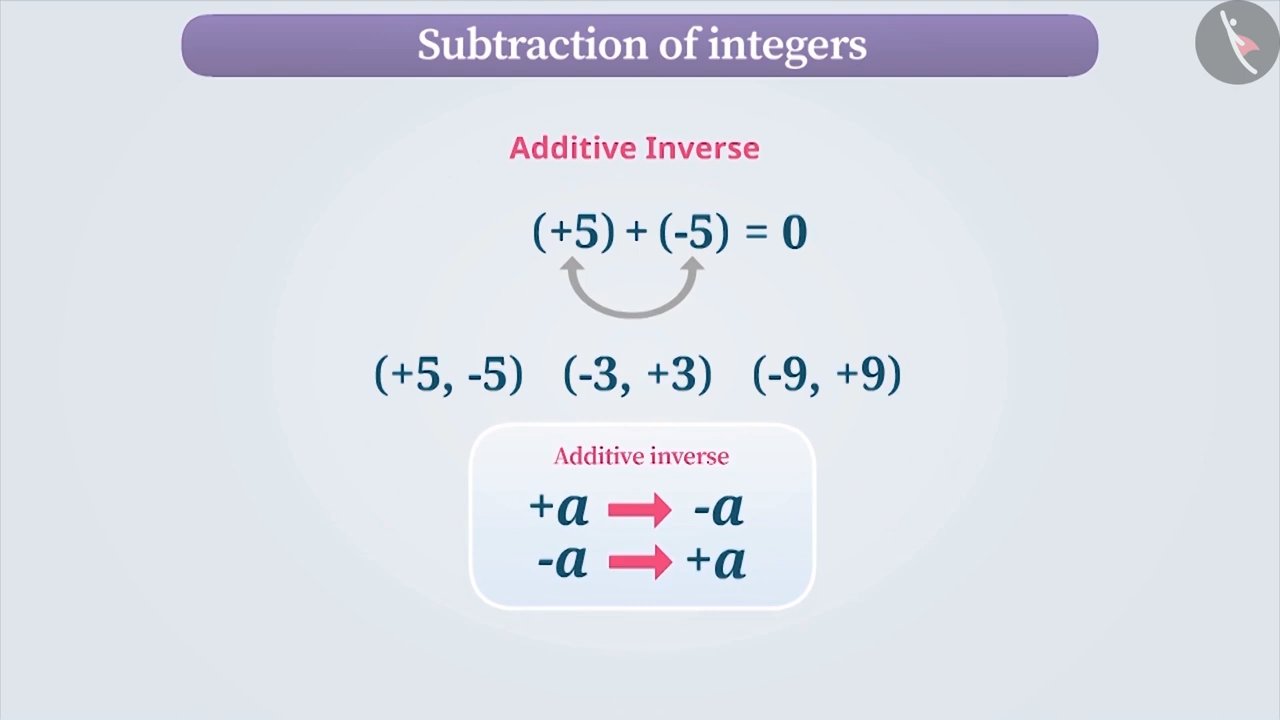 Subtraction of integers
Additive Inverse
(+5) + (-5) = 0
(+5, -5) (-3, +3) (-9, +9)
Additive inverse
+a ➡ -a
-a ➡ +a